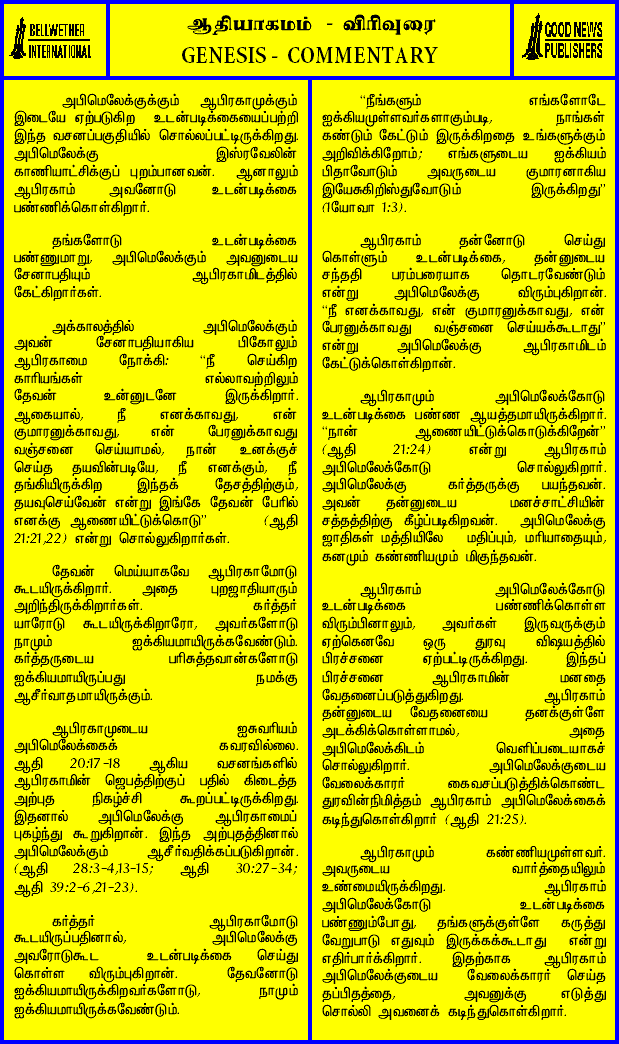 BELLWETHER
INTERNATIONAL
ஆதியாகமம் - விரிவுரை
GENESIS - COMMENTARY
GOOD NEWS
PUBLISHERS
அபிமெலேக்குக்கும் ஆபிரகாமுக்கும்
இடையே ஏற்படுகிற உடன்படிக்கையைப்பற்றி
இந்த வசனப்பகுதியில் சொல்லப்பட்டிருக்கிறது.
அபிமெலேக்கு இஸ்ரவேலின்
காணியாட்சிக்குப் புறம்பானவன். ஆனாலும்
ஆபிரகாம் அவனோடு உடன்படிக்கை
பண்ணிக்கொள்கிறார்.
தங்களோடு உடன்படிக்கை
பண்ணுமாறு, அபிமெலேக்கும் அவனுடைய
சேனாபதியும் ஆபிரகாமிடத்தில்
கேட்கிறார்கள்.
அக்காலத்தில் அபிமெலேக்கும்
அவன் சேனாபதியாகிய பிகோலும்
ஆபிரகாமை நோக்கி: “நீ செய்கிற
காரியங்கள் எல்லாவற்றிலும்
தேவன் உன்னுடனே இருக்கிறார்.
ஆகையால், நீ எனக்காவது, என்
குமாரனுக்காவது, என் பேரனுக்காவது
வஞ்சனை செய்யாமல், நான் உனக்குச்
செய்த தயவின்படியே, நீ எனக்கும், நீ
தங்கியிருக்கிற இந்தக் தேசத்திற்கும்,
தயவுசெய்வேன் என்று இங்கே தேவன் பேரில்
எனக்கு ஆணையிட்டுக்கொடு” (ஆதி
21:21,22) என்று சொல்லுகிறார்கள்.
தேவன் மெய்யாகவே ஆபிரகாமோடு
கூடயிருக்கிறார். அதை புறஜாதியாரும்
அறிந்திருக்கிறார்கள். கர்த்தர்
யாரோடு கூடயிருக்கிறாரோ, அவர்களோடு
நாமும் ஐக்கியமாயிருக்கவேண்டும்.
கர்த்தருடைய பரிசுத்தவான்களோடு
ஐக்கியமாயிருப்பது நமக்கு
ஆசீர்வாதமாயிருக்கும்.
ஆபிரகாமுடைய ஐசுவரியம்
அபிமெலேக்கைக் கவரவில்லை.
ஆதி 20:17-18 ஆகிய வசனங்களில்
ஆபிரகாமின் ஜெபத்திற்குப் பதில் கிடைத்த
அற்புத நிகழ்ச்சி கூறப்பட்டிருக்கிறது.
இதனால் அபிமெலேக்கு ஆபிரகாமைப்
புகழ்ந்து கூறுகிறான். இந்த அற்புதத்தினால்
அபிமெலேக்கும் ஆசீர்வதிக்கப்படுகிறான்.
(ஆதி 28:3-4,13-15; ஆதி 30:27-34;
ஆதி 39:2-6,21-23).
கர்த்தர் ஆபிரகாமோடு
கூடயிருப்பதினால், அபிமெலேக்கு
அவரோடுகூட உடன்படிக்கை செய்து
கொள்ள விரும்புகிறான். தேவனோடு
ஐக்கியமாயிருக்கிறவர்களோடு, நாமும்
ஐக்கியமாயிருக்கவேண்டும்.
“நீங்களும் எங்களோடே
ஐக்கியமுள்ளவர்களாகும்படி, நாங்கள்
கண்டும் கேட்டும் இருக்கிறதை உங்களுக்கும்
அறிவிக்கிறோம்; எங்களுடைய ஐக்கியம்
பிதாவோடும் அவருடைய குமாரனாகிய
இயேசுகிறிஸ்துவோடும் இருக்கிறது”
(1யோவா 1:3).
ஆபிரகாம் தன்னோடு செய்து
கொள்ளும் உடன்படிக்கை, தன்னுடைய
சந்ததி பரம்பரையாக தொடரவேண்டும்
என்று அபிமெலேக்கு விரும்புகிறான்.
“நீ எனக்காவது, என் குமாரனுக்காவது, என்
பேரனுக்காவது வஞ்சனை செய்யக்கூடாது”
என்று அபிமெலேக்கு ஆபிரகாமிடம்
கேட்டுக்கொள்கிறான்.
ஆபிரகாமும் அபிமெலேக்கோடு
உடன்படிக்கை பண்ண ஆயத்தமாயிருக்கிறார்.
“நான் ஆணையிட்டுக்கொடுக்கிறேன்”
(ஆதி 21:24) என்று ஆபிரகாம்
அபிமெலேக்கோடு சொல்லுகிறார்.
அபிமெலேக்கு கர்த்தருக்கு பயந்தவன்.
அவன் தன்னுடைய மனச்சாட்சியின்
சத்தத்திற்கு கீழ்ப்படிகிறவன். அபிமெலேக்கு
ஜாதிகள் மத்தியிலே மதிப்பும், மரியாதையும்,
கனமும் கண்ணியமும் மிகுந்தவன்.
ஆபிரகாம் அபிமெலேக்கோடு
உடன்படிக்கை பண்ணிக்கொள்ள
விரும்பினாலும், அவர்கள் இருவருக்கும்
ஏற்கெனவே ஒரு துரவு விஷயத்தில்
பிரச்சனை ஏற்பட்டிருக்கிறது. இந்தப்
பிரச்சனை ஆபிரகாமின் மனதை
வேதனைப்படுத்துகிறது. ஆபிரகாம்
தன்னுடைய வேதனையை தனக்குள்ளே
அடக்கிக்கொள்ளாமல், அதை
அபிமெலேக்கிடம் வெளிப்படையாகச்
சொல்லுகிறார். அபிமெலேக்குடைய
வேலைக்காரர் கைவசப்படுத்திக்கொண்ட
துரவின்நிமித்தம் ஆபிரகாம் அபிமெலேக்கைக்
கடிந்துகொள்கிறார் (ஆதி 21:25).
ஆபிரகாமும் கண்ணியமுள்ளவர்.
அவருடைய வார்த்தையிலும்
உண்மையிருக்கிறது. ஆபிரகாம்
அபிமெலேக்கோடு உடன்படிக்கை
பண்ணும்போது, தங்களுக்குள்ளே கருத்து
வேறுபாடு எதுவும் இருக்கக்கூடாது என்று
எதிர்பார்க்கிறார். இதற்காக ஆபிரகாம்
அபிமெலேக்குடைய வேலைக்காரர் செய்த
தப்பிதத்தை, அவனுக்கு எடுத்து
சொல்லி அவனைக் கடிந்துகொள்கிறார்.